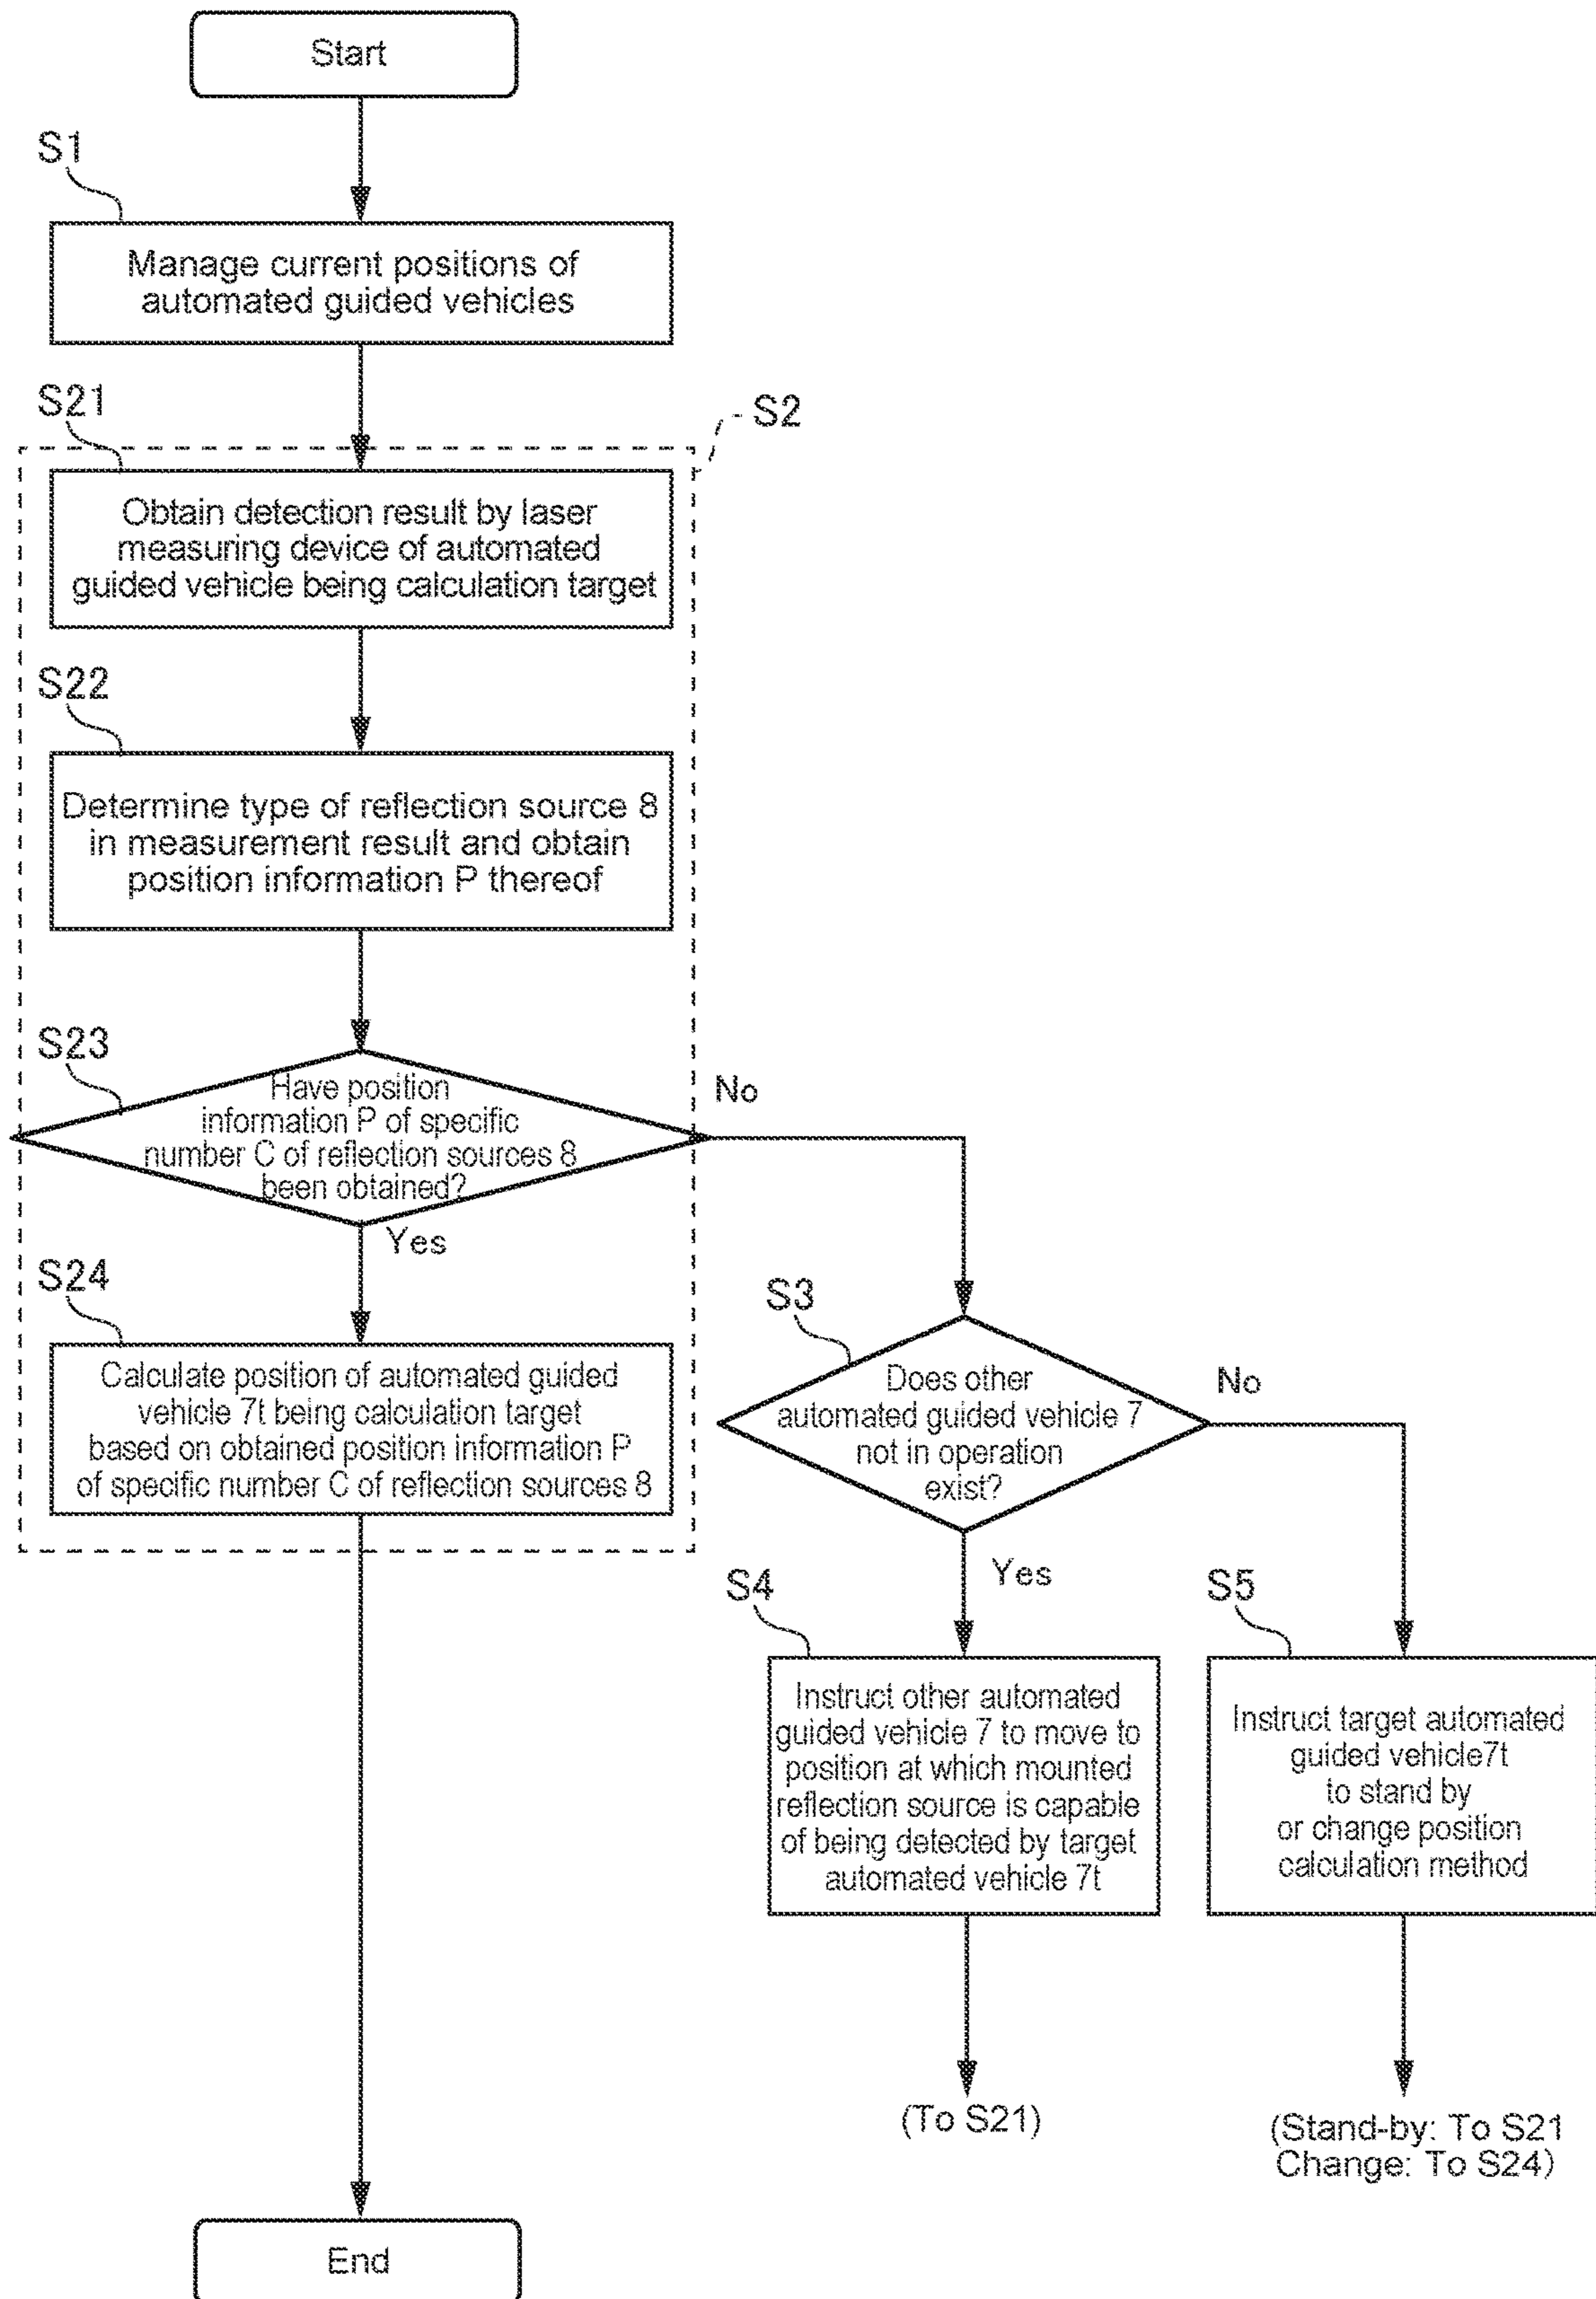 Start
S1
Manage current positions of
automated guided vehicles
S21
S2
Obtain detection result by laser
measuring device of automated
guided vehicle being calculation target
S22
Determine type of reflection source 8
in measurement result and obtain
position information P thereof
S23
Have position
information P of specific
number C of reflection sources 8
been obtained?
No
Yes
S24
Calculate position of automated guided
vehicle 7t being calculation target
based on obtained position information P
of specific number C of reflection sources 8
S3
Does other
automated guided vehicle 7
not in operation
exist?
No
Yes
S4
Instruct other automated
guided vehicle 7 to move to
position at which mounted
reflection source is capable
of being detected by target
automated vehicle 7t
S5
Instruct target automated
guided vehicle7t
to stand by
or change position
calculation method
(To S21)
(Stand-by: To S21
Change: To S24)
End